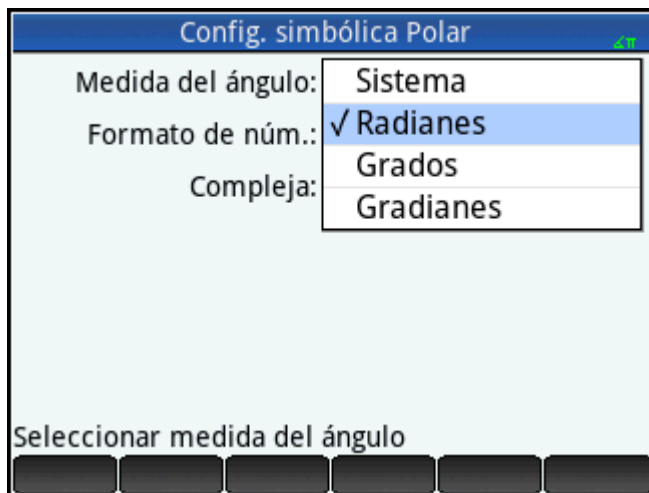 Config. simbólica Polar
∡π
Medida del ángulo: Sistema
Formato de núm.: √ Radianes
Grados
Compleja:
Gradianes
Seleccionar medida del ángulo